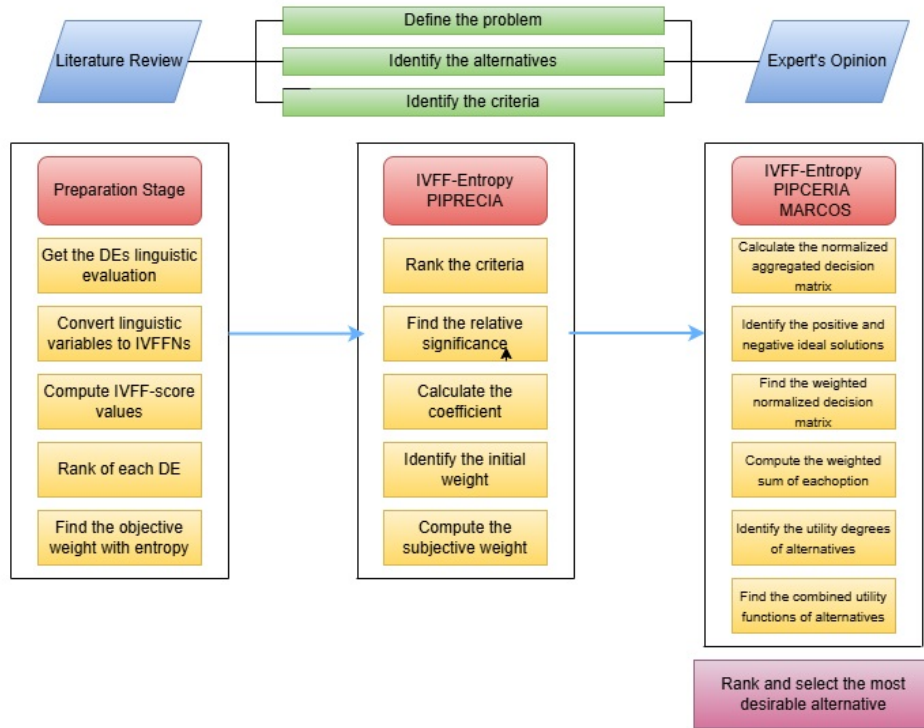 Define the problem
Literature Review
Identify the alternatives
Expert's Opinion
Identify the criteria
Preparation Stage
Get the DEs linguistic
evaluation
Convert linguistic
variables to IVFFNs
Compute IVFF-score
values
Rank of each DE
Find the objective
weight with entropy
IVFF-Entropy
PIPRECIA
Rank the criteria
Find the relative
significance
Calculate the
coefficient
Identify the initial
weight
Compute the
subjective weight
IVFF-Entropy
PIPCERIA
MARCOS
Calculate the normalized
aggregated decision
matrix
Identify the positive and
negative ideal solutions
Find the weighted
normalized decision
matrix
Compute the weighted
sum of eachoption
Identify the utility degrees
of alternatives
Find the combined utility
functions of alternatives
Rank and select the most
desirable alternative